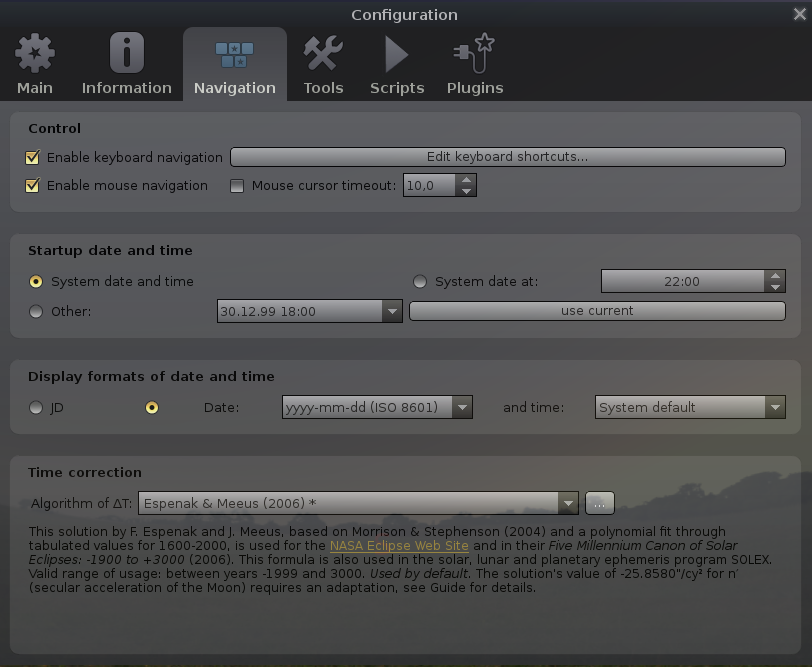 Configuration
Main Information Navigation Tools Scripts Plugins
Control
Enable keyboard navigation Edit keyboard shortcuts...
Enable mouse navigation Mouse cursor timeout: 10,0
Startup date and time
System date and time System date at: 22:00
Other: 30.12.99 18:00 use current
Display formats of date and time
JD Date: yyyy-mm-dd (ISO 8601) and time: System default
Time correction
Algorithm of ΔT: Espenak & Meeus (2006) * ...
This solution by F. Espenak and J. Meeus, based on Morrison & Stephenson (2004) and a polynomial fit through
tabulated values for 1600-2000, is used for the NASA Eclipse Web Site and in their Five Millennium Canon of Solar
Eclipses: -1900 to +3000 (2006). This formula is also used in the solar, lunar and planetary ephemeris program SOLEX.
Valid range of usage: between years -1999 and 3000. Used by default. The solution's value of -25.8580"/cy² for n˙
(secular acceleration of the Moon) requires an adaptation, see Guide for details.